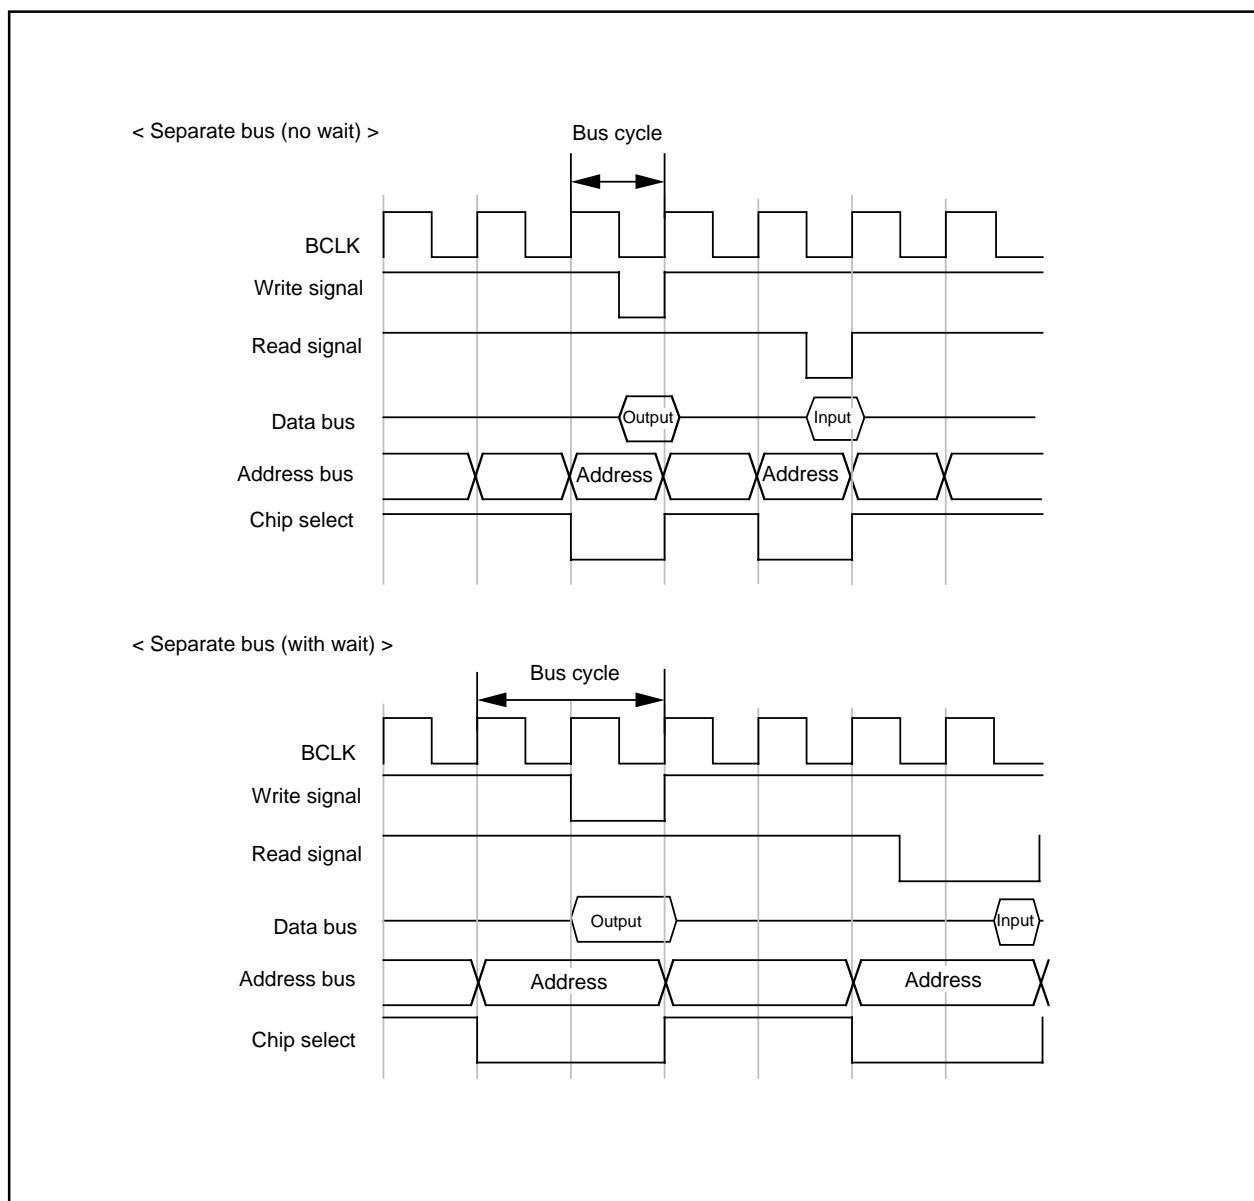 < Separate bus (no wait) >
Bus cycle
BCLK
Write signal
Read signal
Data bus
Output
Input
Address bus
Address
Address
Chip select
< Separate bus (with wait) >
Bus cycle
BCLK
Write signal
Read signal
Data bus
Output
Input
Address bus
Address
Address
Chip select